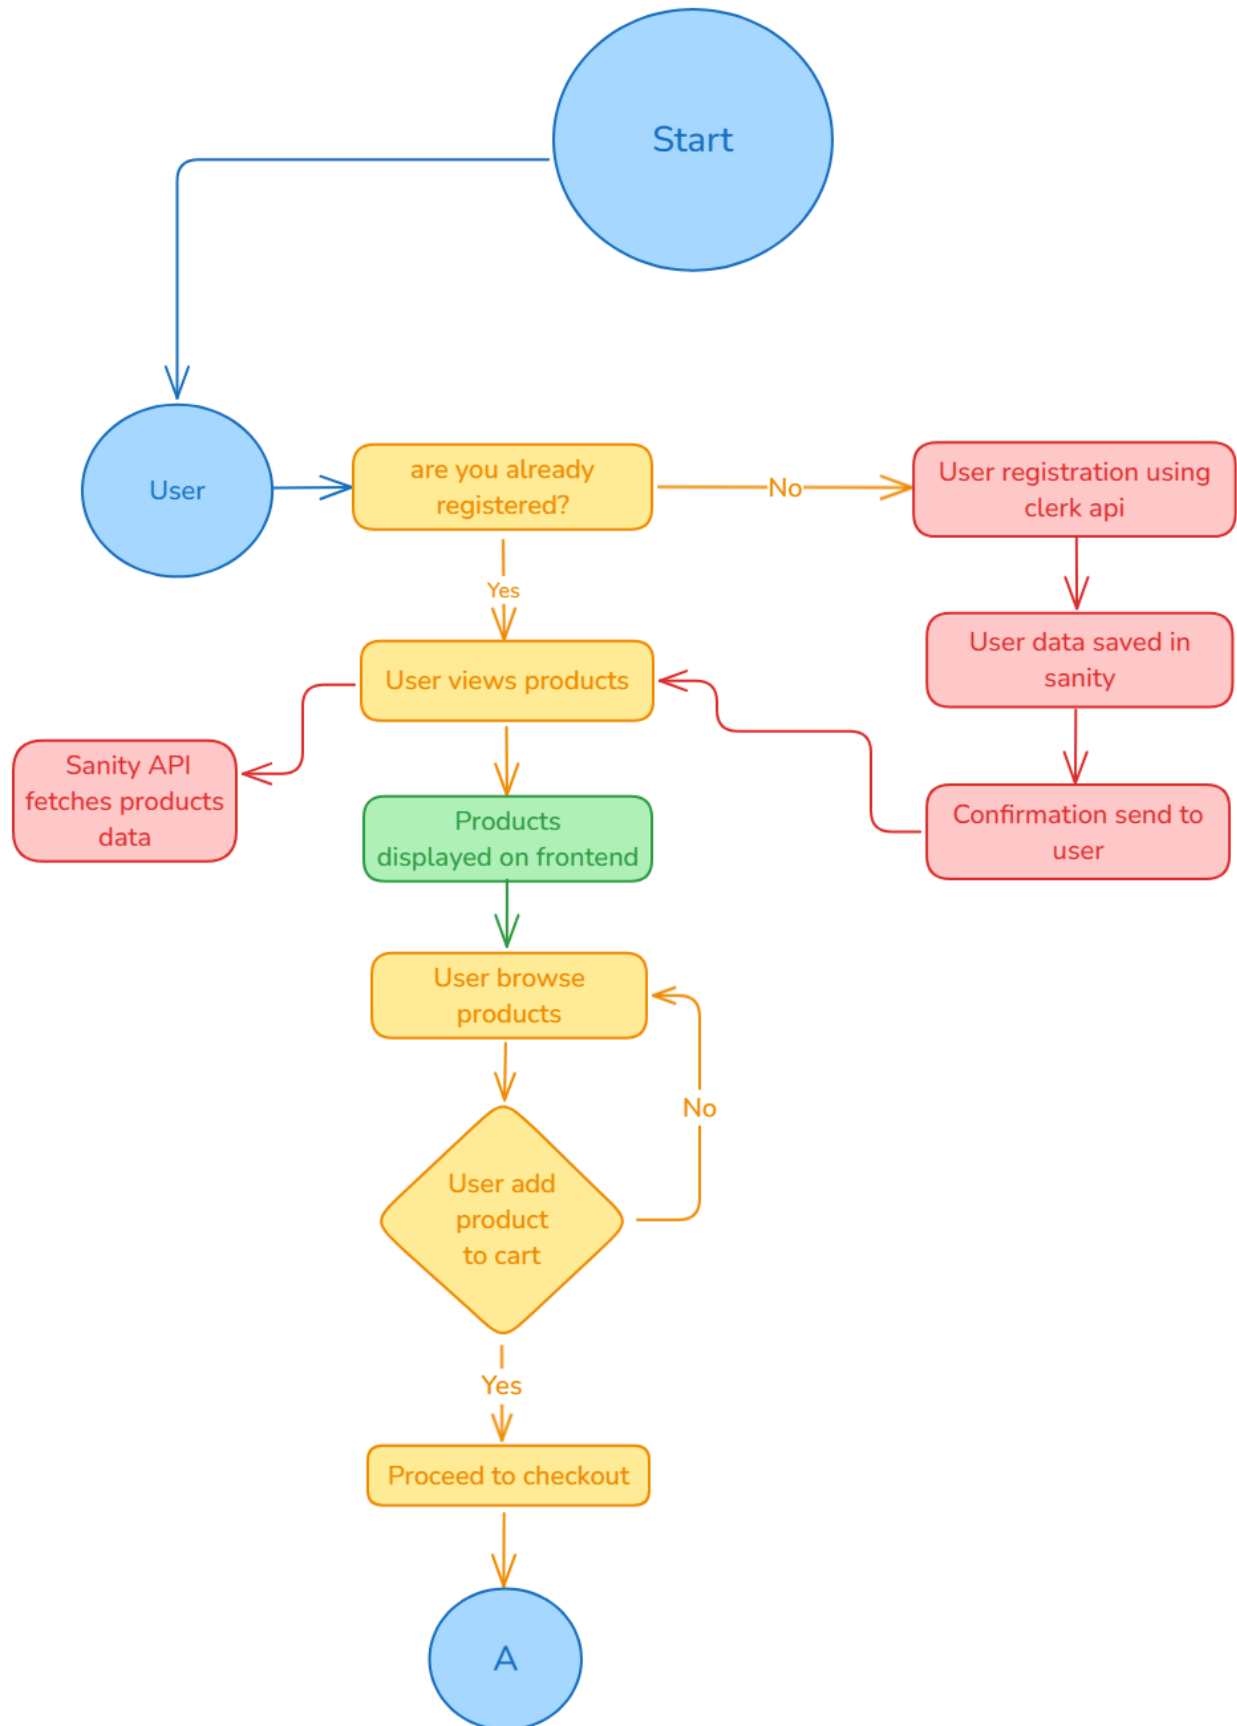 Start
User
are you already
registered?
No
User registration using
clerk api
Yes
User data saved in
sanity
User views products
Sanity API
fetches products
data
Products
displayed on frontend
Confirmation send to
user
User browse
products
No
User add
product
to cart
Yes
Proceed to checkout
A